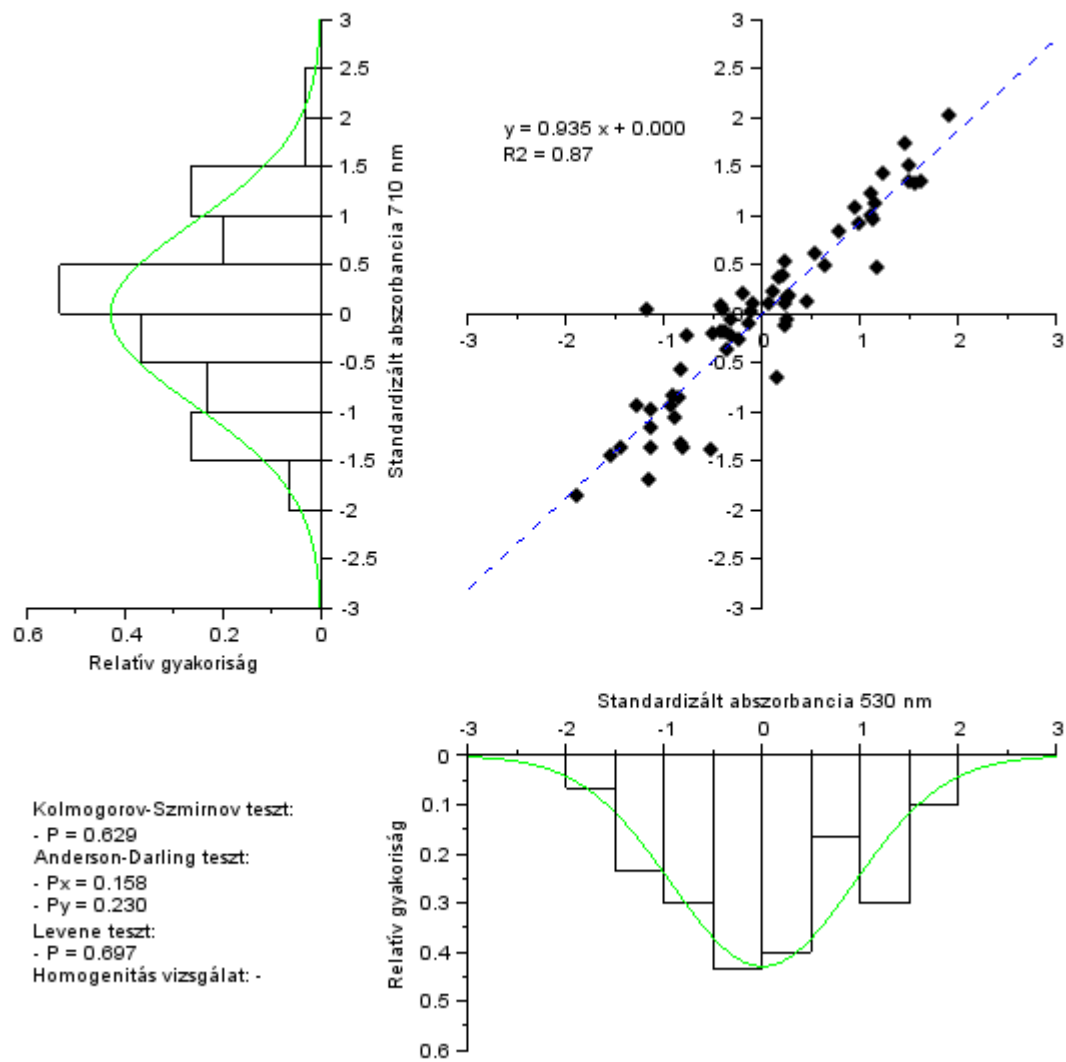 3
2.5
2
1.5
1
0.5
0
-0.5
-1
-1.5
-2
-2.5
-3
0.6 0.4 0.2 0
Relatív gyakoriság
Standardizált abszorbancia 710 nm
y = 0.935 x + 0.000
R2 = 0.87
3
2.5
2
1.5
1
0.5
0
-0.5
-1
-1.5
-2
-2.5
-3
-3 -2 -1 0 1 2 3
Standardizált abszorbancia 530 nm
-3 -2 -1 0 1 2 3
0
0.1
0.2
0.3
0.4
0.5
0.6
Relatív gyakoriság
Kolmogorov-Szmirnov teszt:
- P = 0.629
Anderson-Darling teszt:
- Px = 0.158
- Py = 0.230
Levene teszt:
- P = 0.697
Homogenitás vizsgálat: -